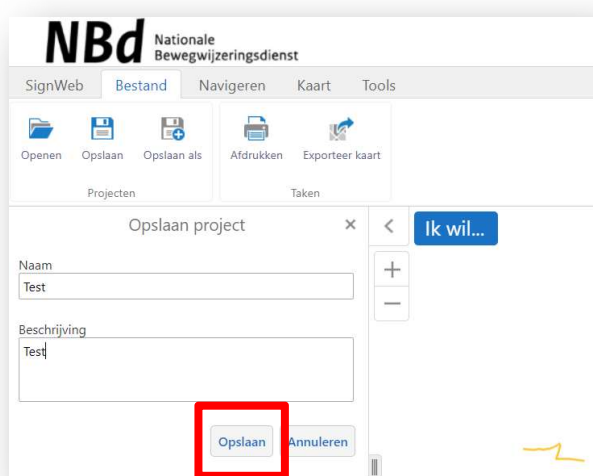 NBd Nationale
Bewegwijzeringsdienst
SignWeb Bestand Navigeren Kaart Tools
Openen Opslaan Opslaan als Afdrukken Exporteer kaart
Projecten Taken
Opslaan project
Ik wil...
Naam
Test
Beschrijving
Test
Opslaan Annuleren